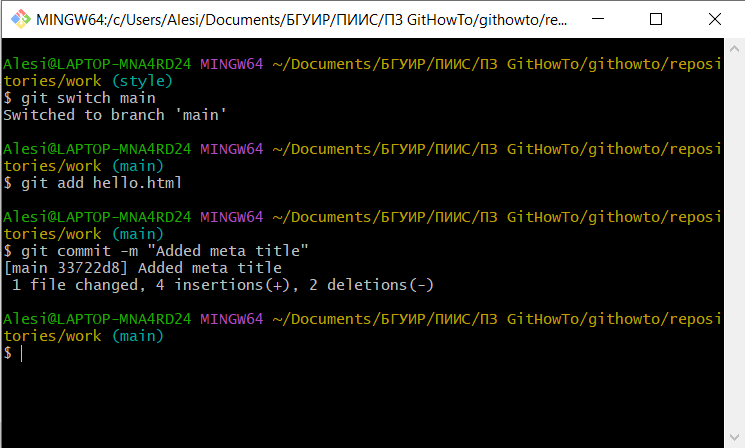 MINGW64:/c/Users/Alesi/Documents/БГУИР/ПИИС/ПЗ GitHowTo/githowto/re...
Alesi@LAPTOP-MNA4RD24 MINGW64 ~/Documents/БГУИР/ПИИС/ПЗ GitHowTo/githowto/reposi
tories/work (style)
$ git switch main
Switched to branch 'main'
Alesi@LAPTOP-MNA4RD24 MINGW64 ~/Documents/БГУИР/ПИИС/ПЗ GitHowTo/githowto/reposi
tories/work (main)
$ git add hello.html
Alesi@LAPTOP-MNA4RD24 MINGW64 ~/Documents/БГУИР/ПИИС/ПЗ GitHowTo/githowto/reposi
tories/work (main)
$ git commit -m "Added meta title"
[main 33722d8] Added meta title
 1 file changed, 4 insertions(+), 2 deletions(-)
Alesi@LAPTOP-MNA4RD24 MINGW64 ~/Documents/БГУИР/ПИИС/ПЗ GitHowTo/githowto/reposi
tories/work (main)
$